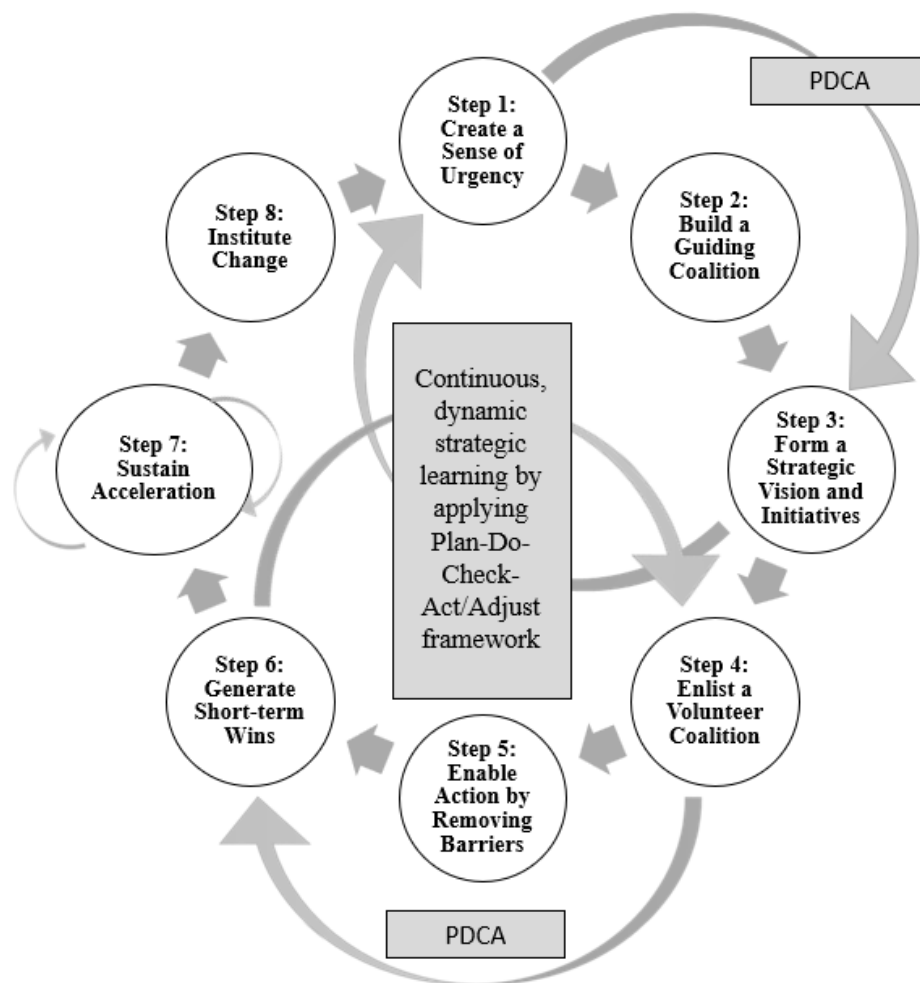 PDCA
Step 1:
Create a
Sense of
Urgency
Step 2:
Build a
Guiding
Coalition
Step 3:
Form a
Strategic
Vision and
Initiatives
Step 4:
Enlist a
Volunteer
Coalition
Step 5:
Enable
Action by
Removing
Barriers
Step 6:
Generate
Short-term
Wins
Step 7:
Sustain
Acceleration
Step 8:
Institute
Change
Continuous,
dynamic
strategic
learning by
applying
Plan-Do-
Check-
Act/Adjust
framework
PDCA